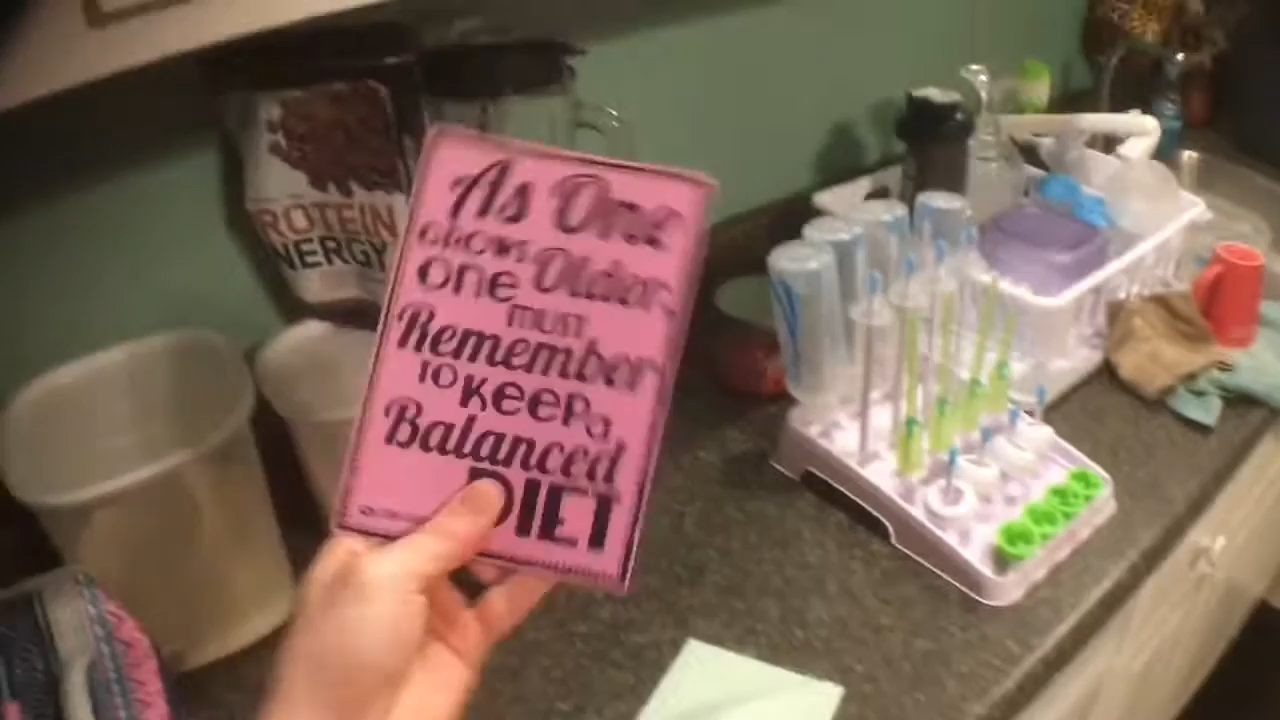 As One
GROWS Older,
one must
Remember
to keep a
Balanced
DIET
ROTEIN
NERGY